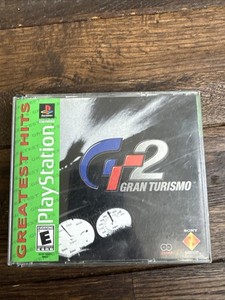 GREATEST HITS
PlayStation
GT2
GRAN TURISMO
E
SONY